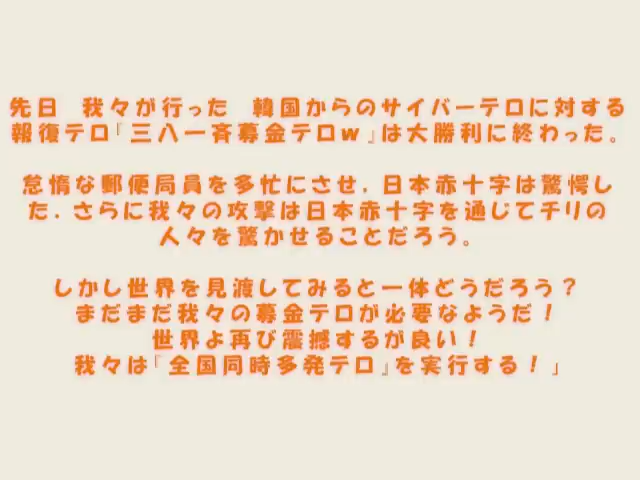 先日　我々が行った　韓国からのサイバーテロに対する
報復テロ『三八一斉募金テロw』は大勝利に終わった。
怠惰な郵便局員を多忙にさせ，日本赤十字は驚愕し
た．さらに我々の攻撃は日本赤十字を通じてチリの
人々を驚かせることだろう。
しかし世界を見渡してみると一体どうだろう？
まだまだ我々の募金テロが必要なようだ！
世界よ再び震撼するが良い！
我々は『全国同時多発テロ』を実行する！」